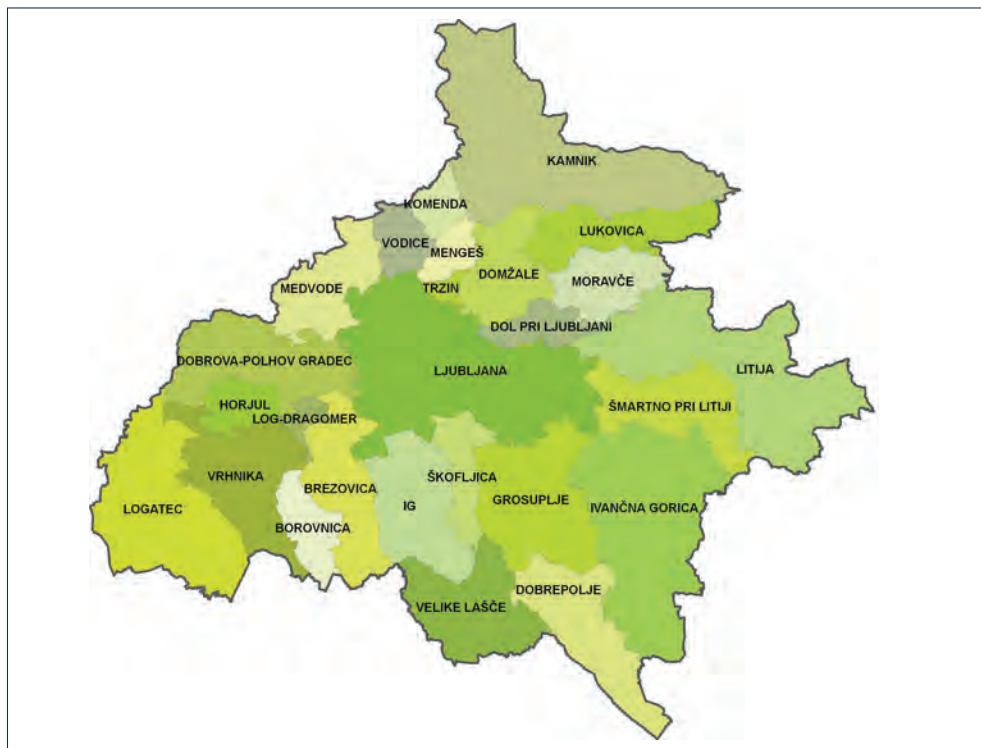 KAMNIK
KOMENDA
LUKOVICA
VODICE
MENGEŠ
DOMŽALE
MORAVČE
MEDVODE
TRZIN
DOL PRI LJUBLJANI
DOBROVA-POLHOV GRADEC
LJUBLJANA
LITIJA
HORJUL
ŠMARTNO PRI LITIJI
LOG-DRAGOMER
VRHNIKA
ŠKOFLJICA
BREZOVICA
GROSUPLJE
LOGATEC
IG
IVANČNA GORICA
BOROVNICA
DOBREPOLJE
VELIKE LAŠČE